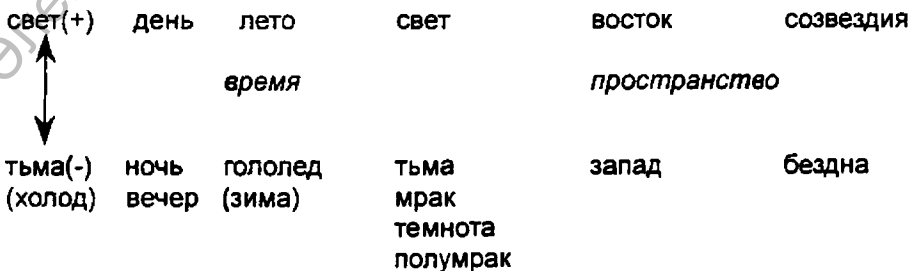 свет(+) день лето свет восток созвездия
время пространство
тьма(-) ночь гололед тьма запад бездна
(холод) вечер (зима) мрак
темнота
полумрак